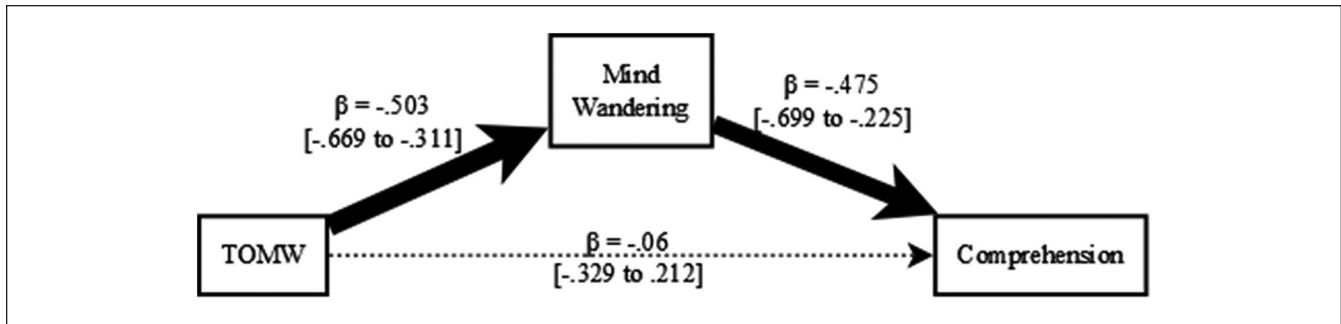 Mind
Wandering
β = -.503
[-.669 to -.311]
β = -.475
[-.699 to -.225]
TOMW
β = -.06
[-.329 to .212]
Comprehension